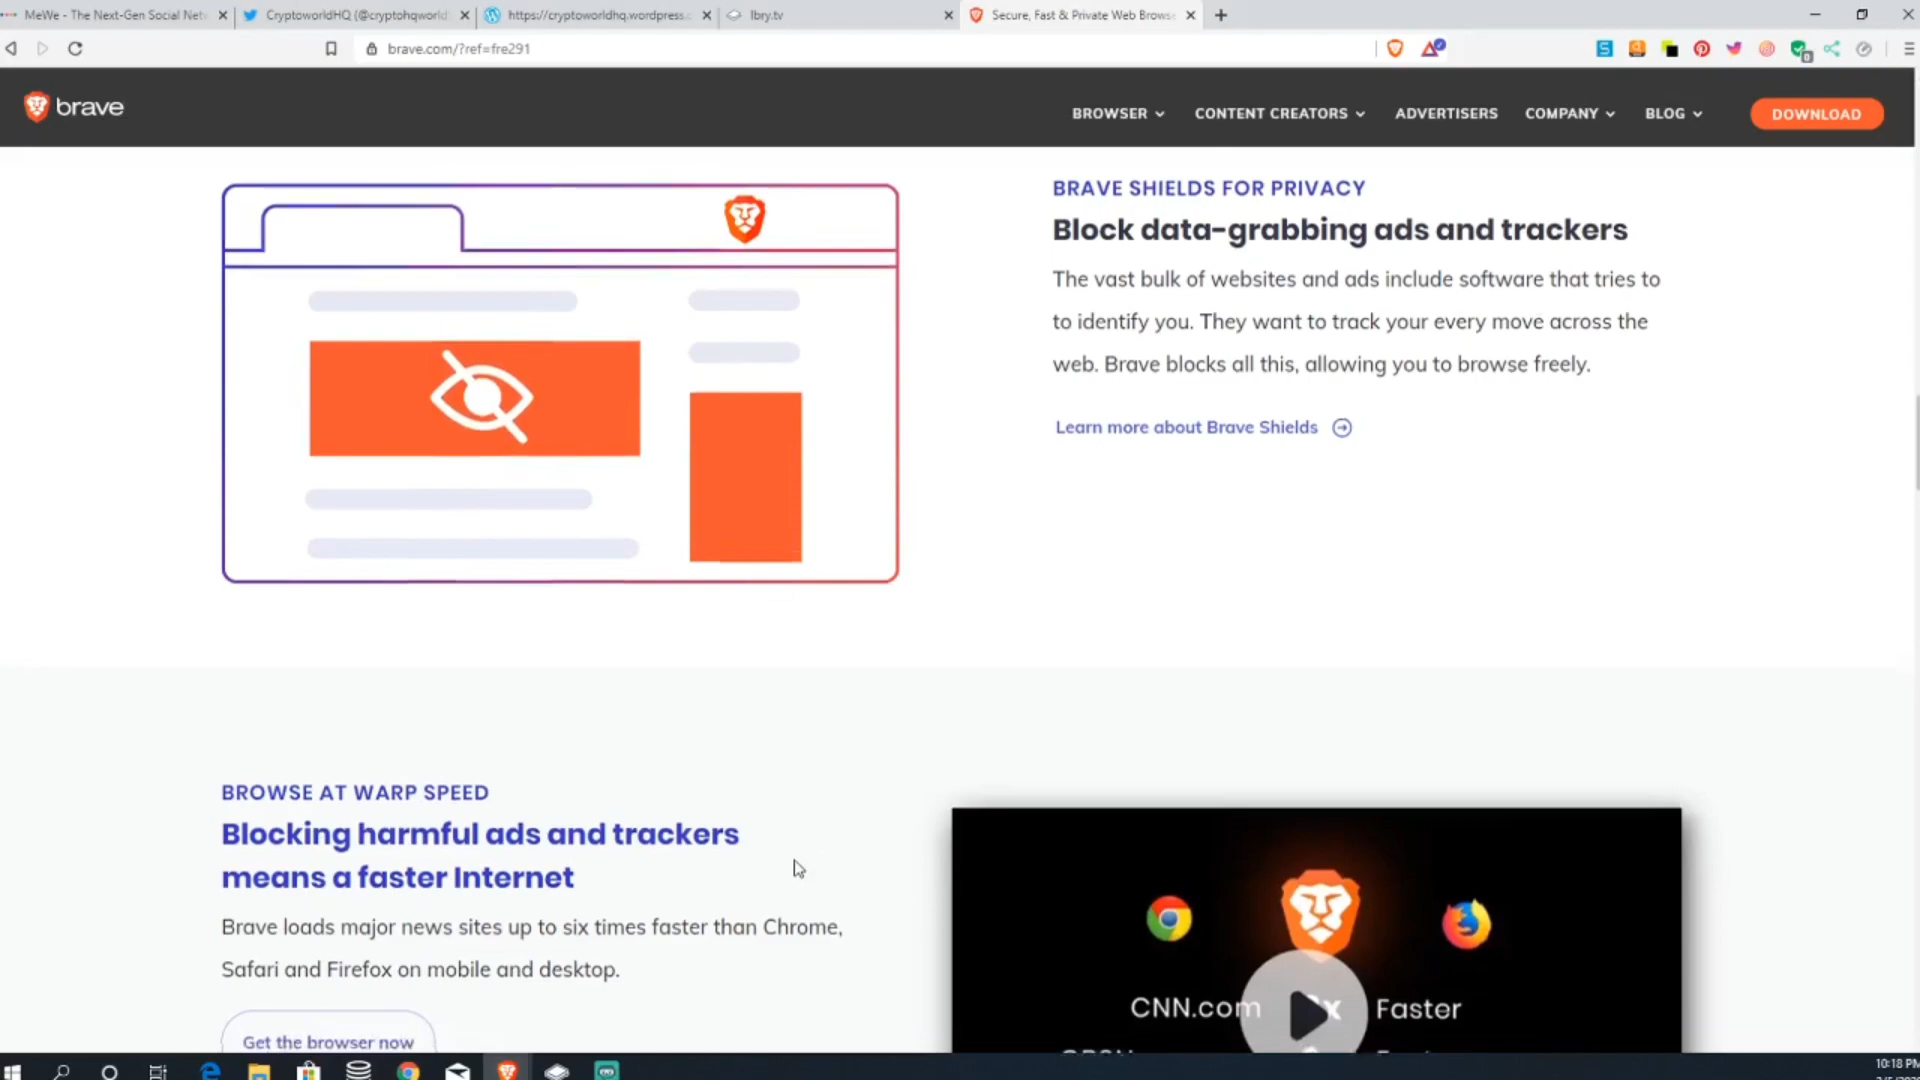 MeWe - The Next-Gen Social Net
CryptoworldHQ (@cryptohqworld
https://cryptoworldhq.wordpress.
lbry.tv
Secure, Fast & Private Web Brows
brave.com/?ref=fre291
brave
BROWSER
CONTENT CREATORS
ADVERTISERS
COMPANY
BLOG
DOWNLOAD
BRAVE SHIELDS FOR PRIVACY
Block data-grabbing ads and trackers
The vast bulk of websites and ads include software that tries to
to identify you. They want to track your every move across the
web. Brave blocks all this, allowing you to browse freely.
Learn more about Brave Shields
BROWSE AT WARP SPEED
Blocking harmful ads and trackers
means a faster Internet
Brave loads major news sites up to six times faster than Chrome,
Safari and Firefox on mobile and desktop.
Get the browser now
CNN.com x Faster
10:18 PM